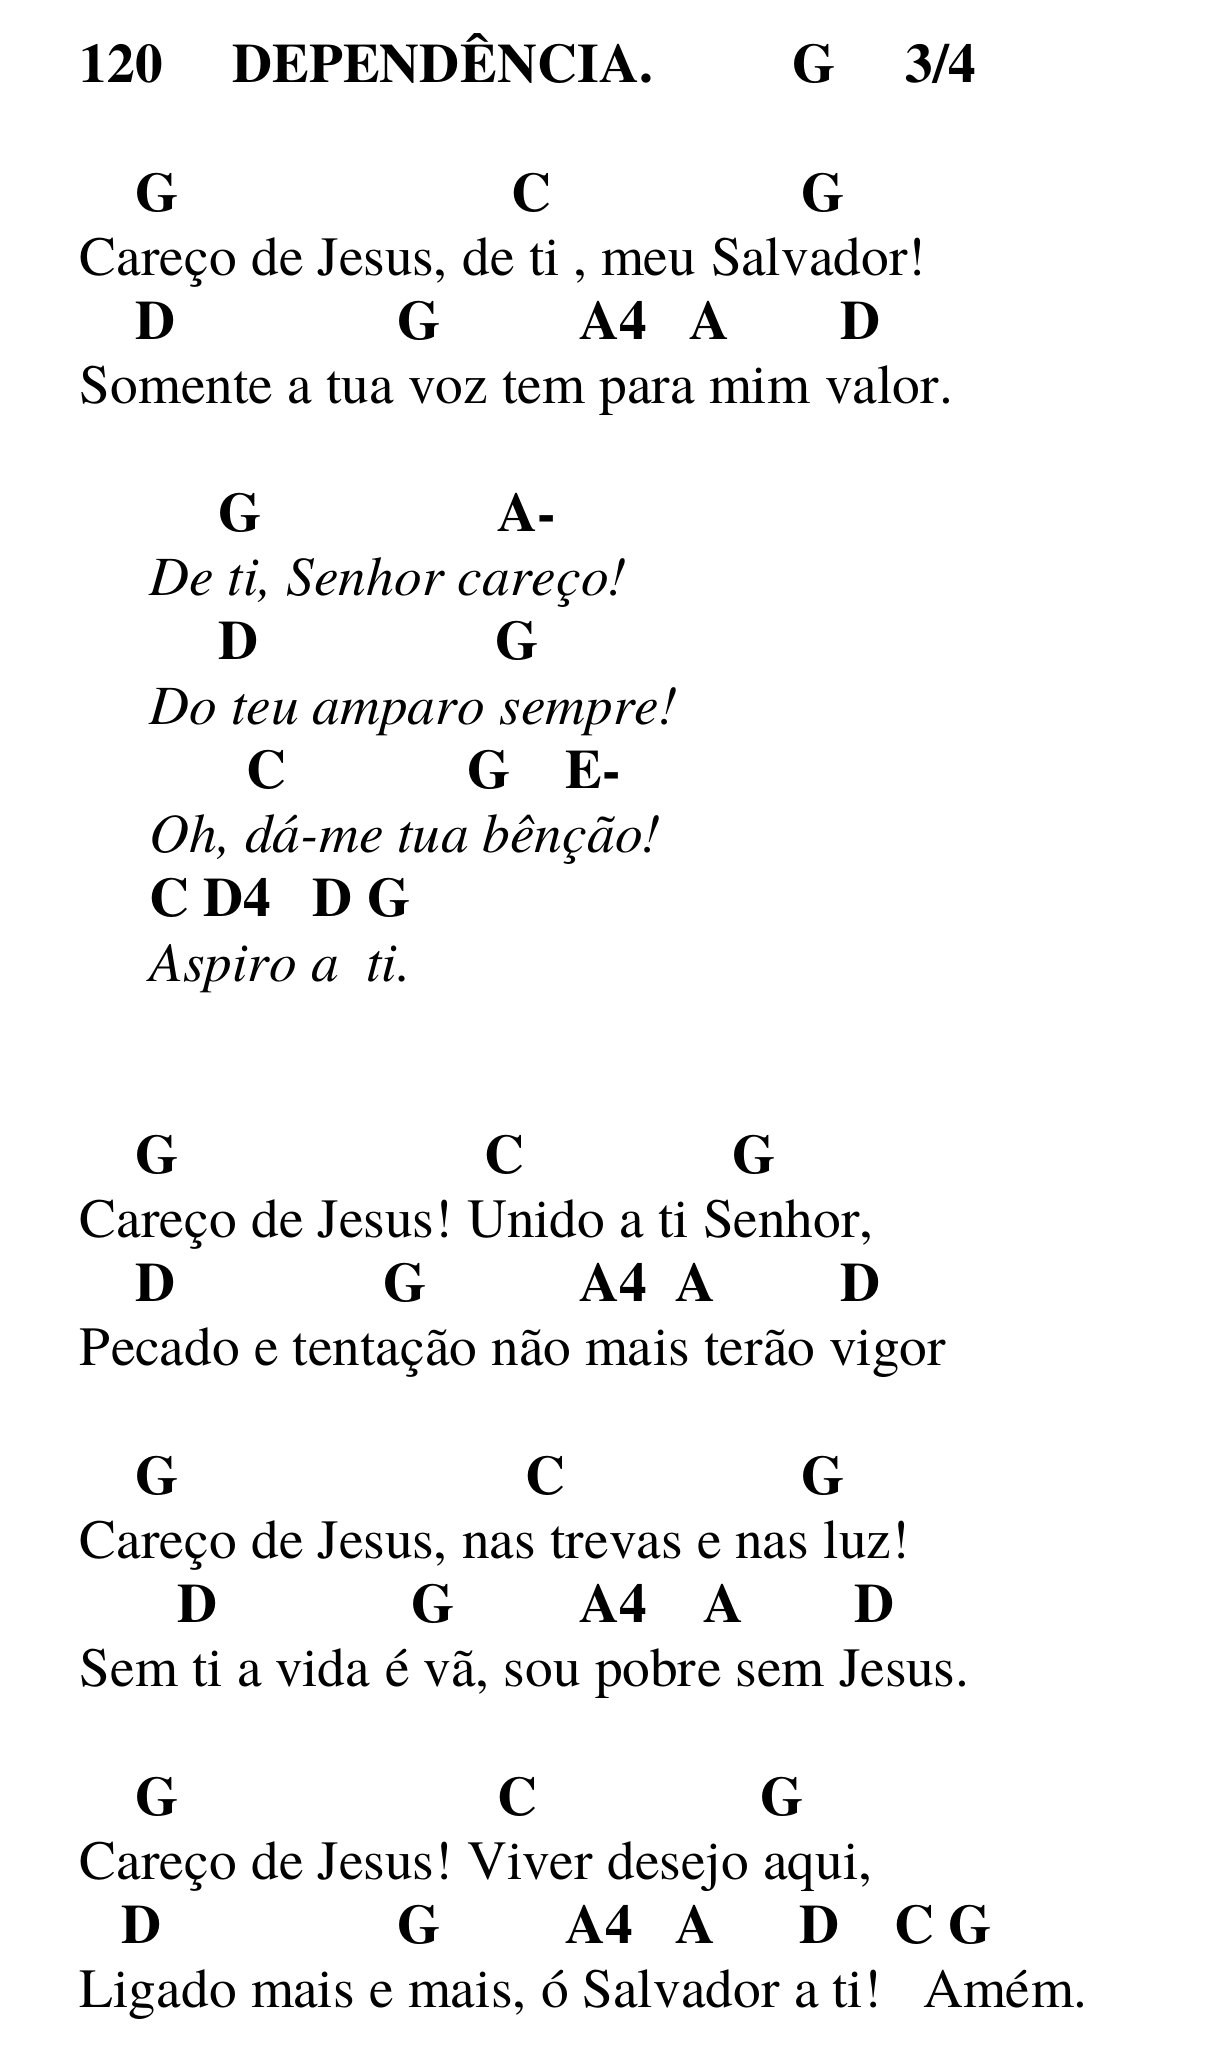 120 DEPENDÊNCIA. G 3/4
G C G
Careço de Jesus, de ti , meu Salvador!
D G A4 A D
Somente a tua voz tem para mim valor.
G A-
De ti, Senhor careço!
D G
Do teu amparo sempre!
C G E-
Oh, dá-me tua bênção!
C D4 D G
Aspiro a ti.
G C G
Careço de Jesus! Unido a ti Senhor,
D G A4 A D
Pecado e tentação não mais terão vigor
G C G
Careço de Jesus, nas trevas e nas luz!
D G A4 A D
Sem ti a vida é vã, sou pobre sem Jesus.
G C G
Careço de Jesus! Viver desejo aqui,
D G A4 A D C G
Ligado mais e mais, ó Salvador a ti! Amém.